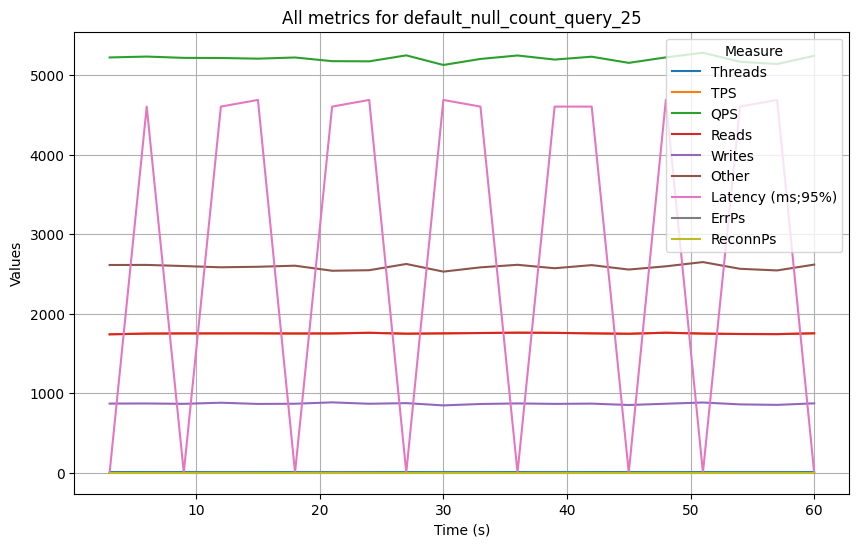 All metrics for default_null_count_query_25
Measure
Threads
TPS
QPS
Reads
Writes
Other
Latency (ms;95%)
ErrPs
ReconnPs
Values
5000
4000
3000
2000
1000
0
10 20 30 40 50 60
Time (s)